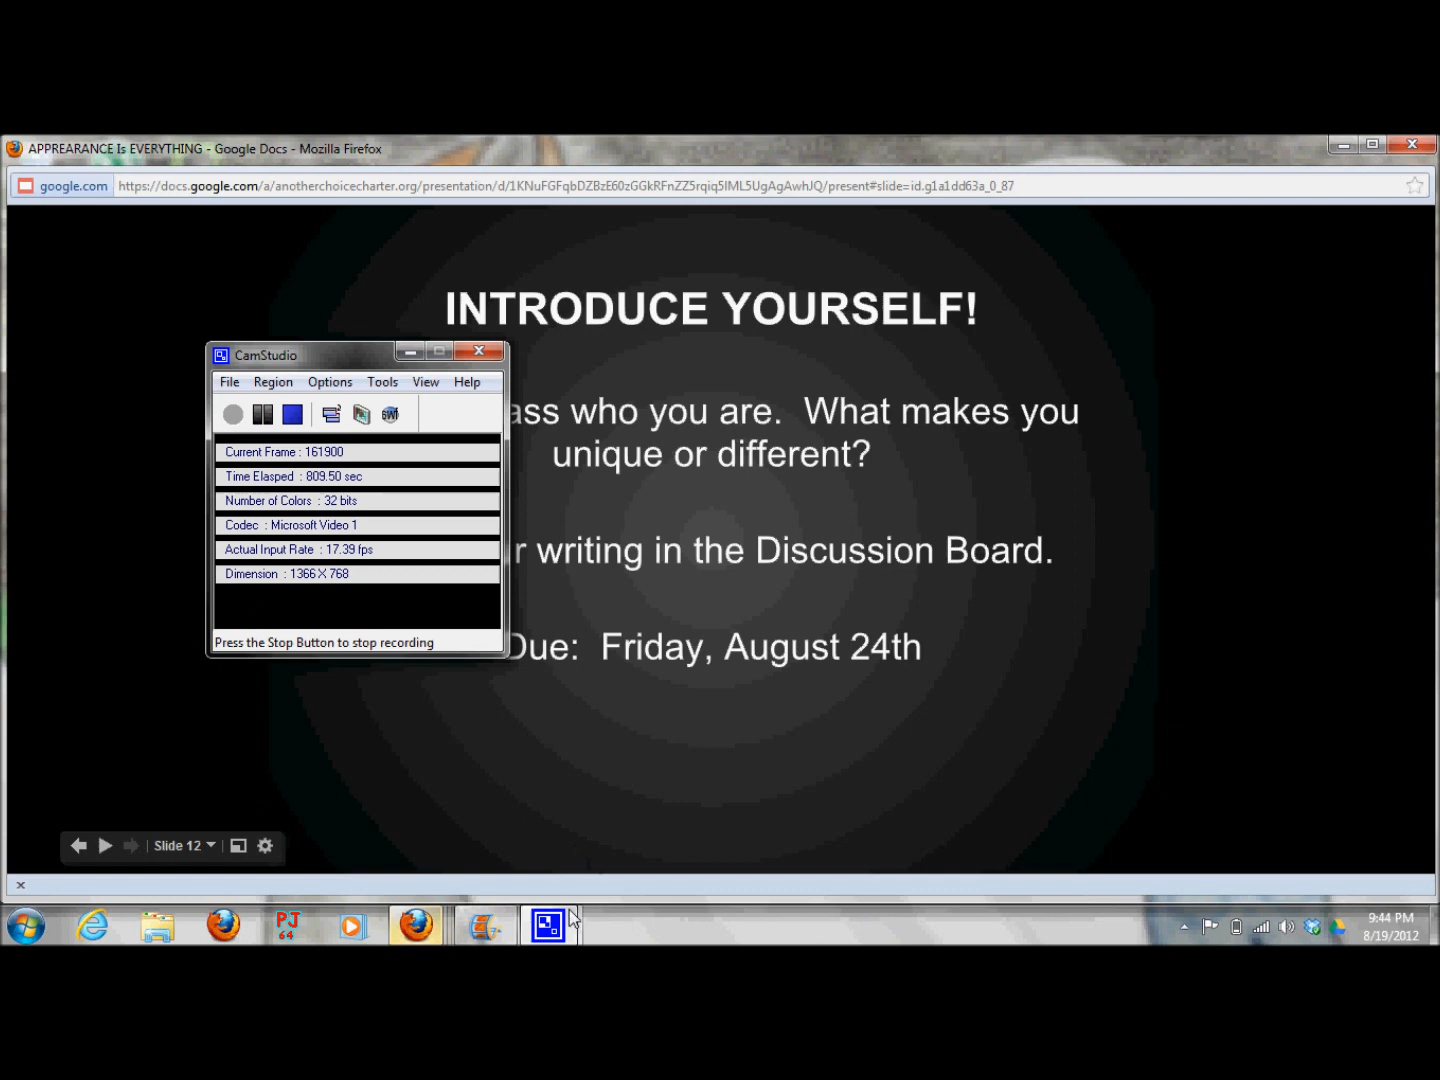 APPREARANCE Is EVERYTHING - Google Docs - Mozilla Firefox
google.com https://docs.google.com/a/anotherchoicecharter.org/presentation/d/1KNuFGFqbDZBzE60zGGkRFnZZ5rqiq5IML5UgAgAwhJQ/present#slide=id.g1a1dd63a_0_87
INTRODUCE YOURSELF!
CamStudio
File Region Options Tools View Help
ass who you are. What makes you
unique or different?
Current Frame : 161900
Time Elasped : 809.50 sec
Number of Colors : 32 bits
Codec : Microsoft Video 1
Actual Input Rate : 17.39 fps
Dimension : 1366 X 768
r writing in the Discussion Board.
Press the Stop Button to stop recording
Due: Friday, August 24th
Slide 12
PJ
64
9:44 PM
8/19/2012